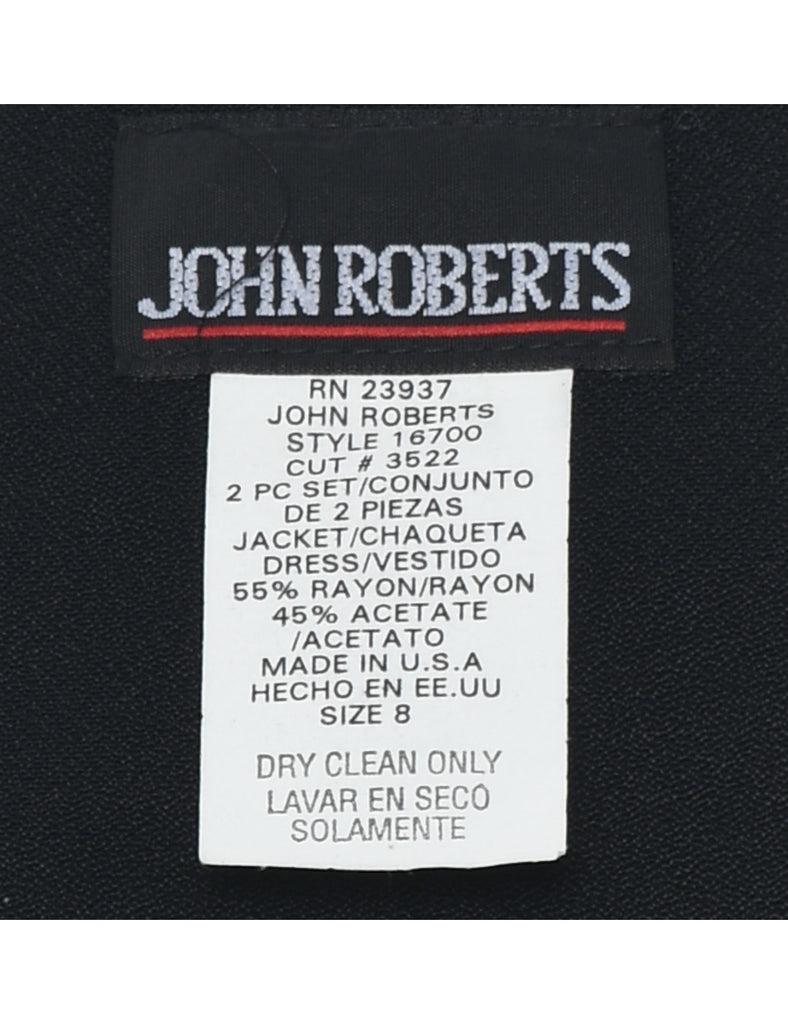 JOHN ROBERTS
RN 23937
JOHN ROBERTS
STYLE 16700
CUT # 3522
2 PC SET/CONJUNTO
DE 2 PIEZAS
JACKET/CHAQUETA
DRESS/VESTIDO
55% RAYON/RAYON
45% ACETATE
/ACETATO
MADE IN U.S.A
HECHO EN EE.UU
SIZE 8
DRY CLEAN ONLY
LAVAR EN SECO
SOLAMENTE